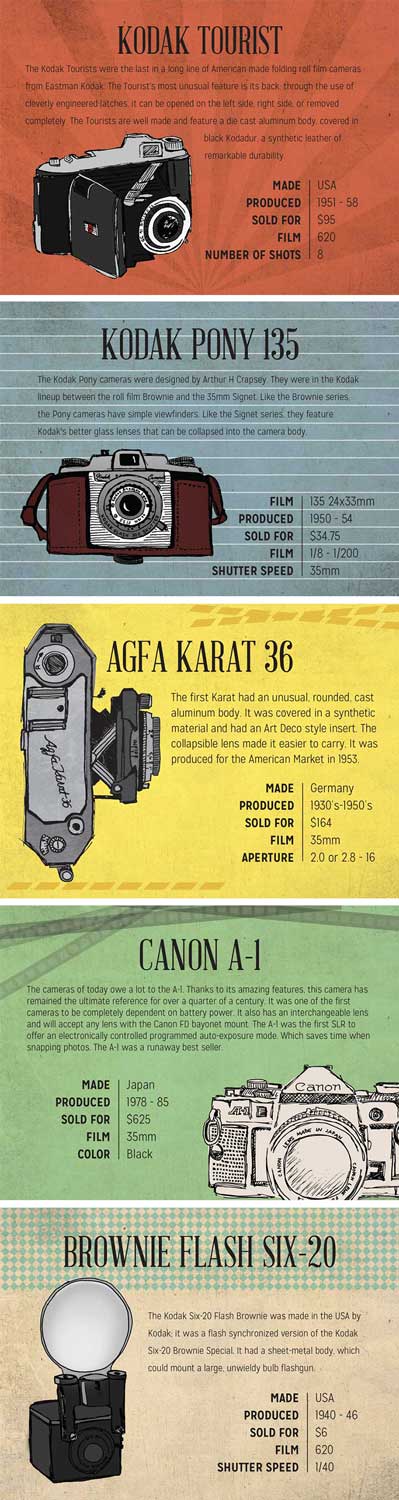 KODAK TOURIST
The Kodak Tourists were the last in a long line of American made folding roll film cameras
from Eastman Kodak. The Tourist's most unusual feature is its back: through the use of
cleverly engineered latches, it can be opened on the left side, right side, or removed
completely. The Tourists are well made and feature a die cast aluminum body, covered in
black Kodadur, a synthetic leather of
remarkable durability.
MADE USA
PRODUCED 1951 - 58
SOLD FOR $95
FILM 620
NUMBER OF SHOTS 8
KODAK PONY 135
The Kodak Pony cameras were designed by Arthur H Crapsey. They were in the Kodak
lineup between the roll film Brownie and the 35mm Signet. Like the Brownie series,
the Pony cameras have simple viewfinders. Like the Signet series, they feature
Kodak's better glass lenses that can be collapsed into the camera body.
FILM 135 24x33mm
PRODUCED 1950 - 54
SOLD FOR $34.75
FILM 1/8 - 1/200
SHUTTER SPEED 35mm
AGFA KARAT 36
Agfa Karat 36
The first Karat had an unusual, rounded, cast
aluminum body. It was covered in a synthetic
material and had an Art Deco style insert. The
collapsible lens made it easier to carry. It was
produced for the American Market in 1953.
MADE Germany
PRODUCED 1930's-1950's
SOLD FOR $164
FILM 35mm
APERTURE 2.0 or 2.8 - 16
CANON A-1
The cameras of today owe a lot to the A-1. Thanks to its amazing features, this camera has
remained the ultimate reference for over a quarter of a century. It was one of the first
cameras to be completely dependent on battery power. It also has an interchangeable lens
and will accept any lens with the Canon FD bayonet mount. The A-1 was the first SLR to
offer an electronically controlled programmed auto-exposure mode. Which saves time when
snapping photos. The A-1 was a runaway best seller.
MADE Japan
PRODUCED 1978 - 85
SOLD FOR $625
FILM 35mm
COLOR Black
Canon
A-1
CANON LENS MADE IN JAPAN
BROWNIE FLASH SIX-20
The Kodak Six-20 Flash Brownie was made in the USA by
Kodak; it was a flash synchronized version of the Kodak
Six-20 Brownie Special. It had a sheet-metal body, which
could mount a large, unwieldy bulb flashgun.
MADE USA
PRODUCED 1940 - 46
SOLD FOR $6
FILM 620
SHUTTER SPEED 1/40